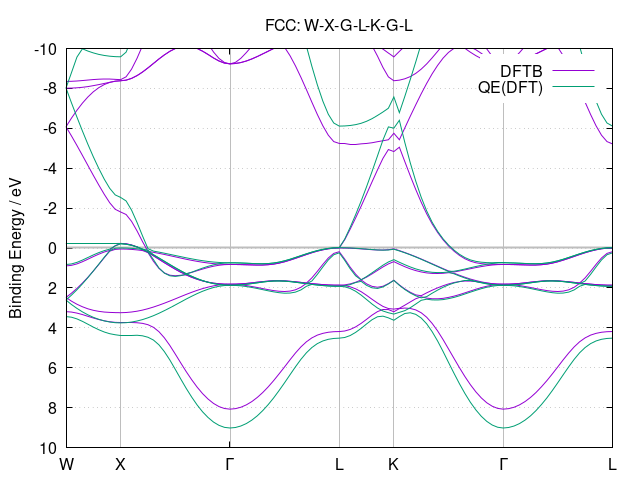 FCC: W-X-G-L-K-G-L
DFTB
QE(DFT)
Binding Energy / eV
-10
-8
-6
-4
-2
0
2
4
6
8
10
W X Γ L K Γ L